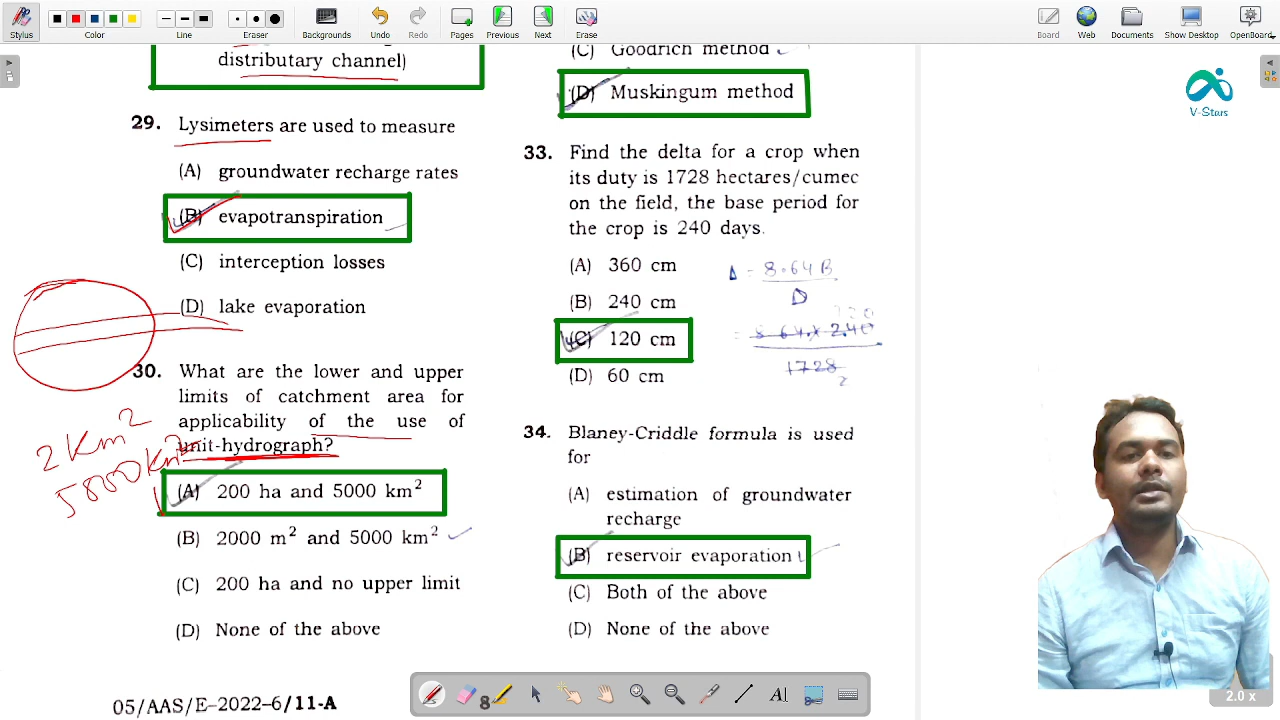 Stylus
Color
Line
Eraser
Backgrounds
Undo
Redo
Pages
Previous
Next
Erase
Board
Web
Documents
Show Desktop
OpenBoard
V-Stars
distributary channel)
29. Lysimeters are used to measure
(A) groundwater recharge rates
(B) evapotranspiration
(C) interception losses
(D) lake evaporation
30. What are the lower and upper
limits of catchment area for
applicability of the use of
unit-hydrograph?
2 Km²
5000 Km²
(A) 200 ha and 5000 km²
(B) 2000 m² and 5000 km²
(C) 200 ha and no upper limit
(D) None of the above
05/AAS/E-2022-6/11-A
(C) Goodrich method
(D) Muskingum method
33. Find the delta for a crop when
its duty is 1728 hectares/cumec
on the field, the base period for
the crop is 240 days.
(A) 360 cm
(B) 240 cm
(C) 120 cm
(D) 60 cm
Δ = 8.64 B
D
120
= 8.64 x 240
1728
2
34. Blaney-Criddle formula is used
for
(A) estimation of groundwater
recharge
(B) reservoir evaporation
(C) Both of the above
(D) None of the above
8
AI
2.0 x